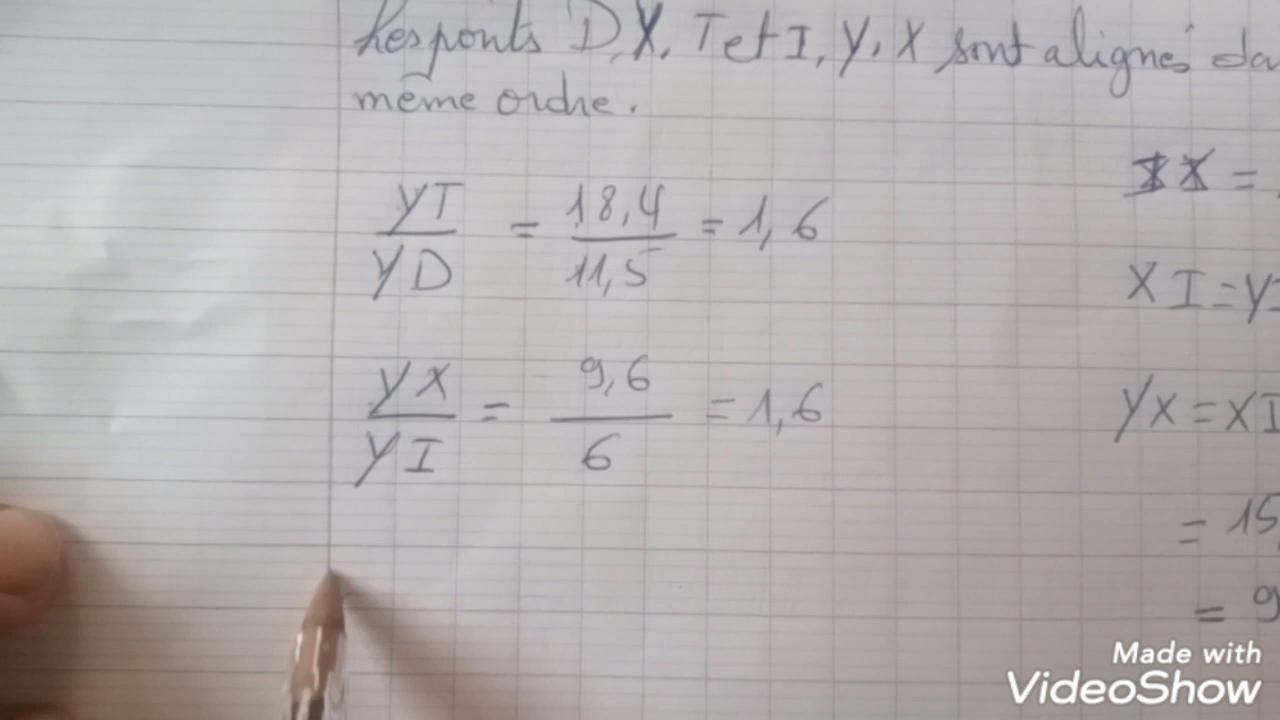 Les points D, Y, T et I, Y, X sont alignés da
même ordre.
YT/YD = 18,4/11,5 = 1,6
YX/YI = 9,6/6 = 1,6
X =
XI = Y
YX = XI
= 15,
= 9
Made with
VideoShow